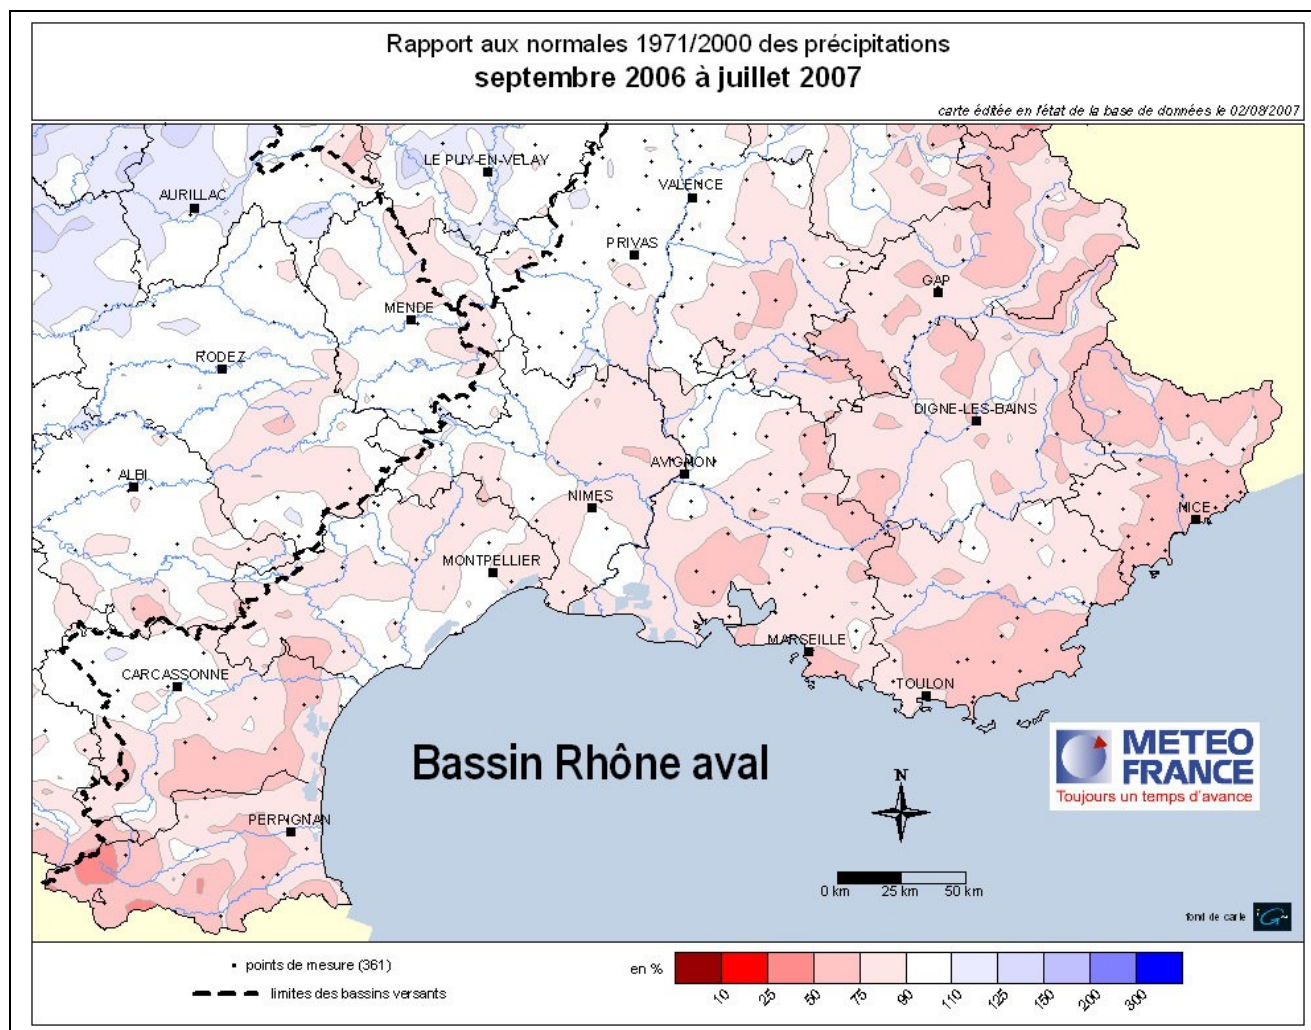 Rapport aux normales 1971/2000 des précipitations
septembre 2006 à juillet 2007
carte éditée en l'état de la base de données le 02/08/2007
LE PUY-EN-VELAY
AURILLAC
VALENCE
PRIVAS
GAP
MENDE
RODEZ
DIGNE-LES-BAINS
AVIGNON
ALBI
NIMES
NICE
MONTPELLIER
MARSEILLE
CARCASSONNE
TOULON
Bassin Rhône aval
METEO
FRANCE
Toujours un temps d'avance
N
PERPIGNAN
0 km 25 km 50 km
fond de carte
points de mesure (361)
en %
limites des bassins versants
10 25 50 75 90 110 125 150 200 300